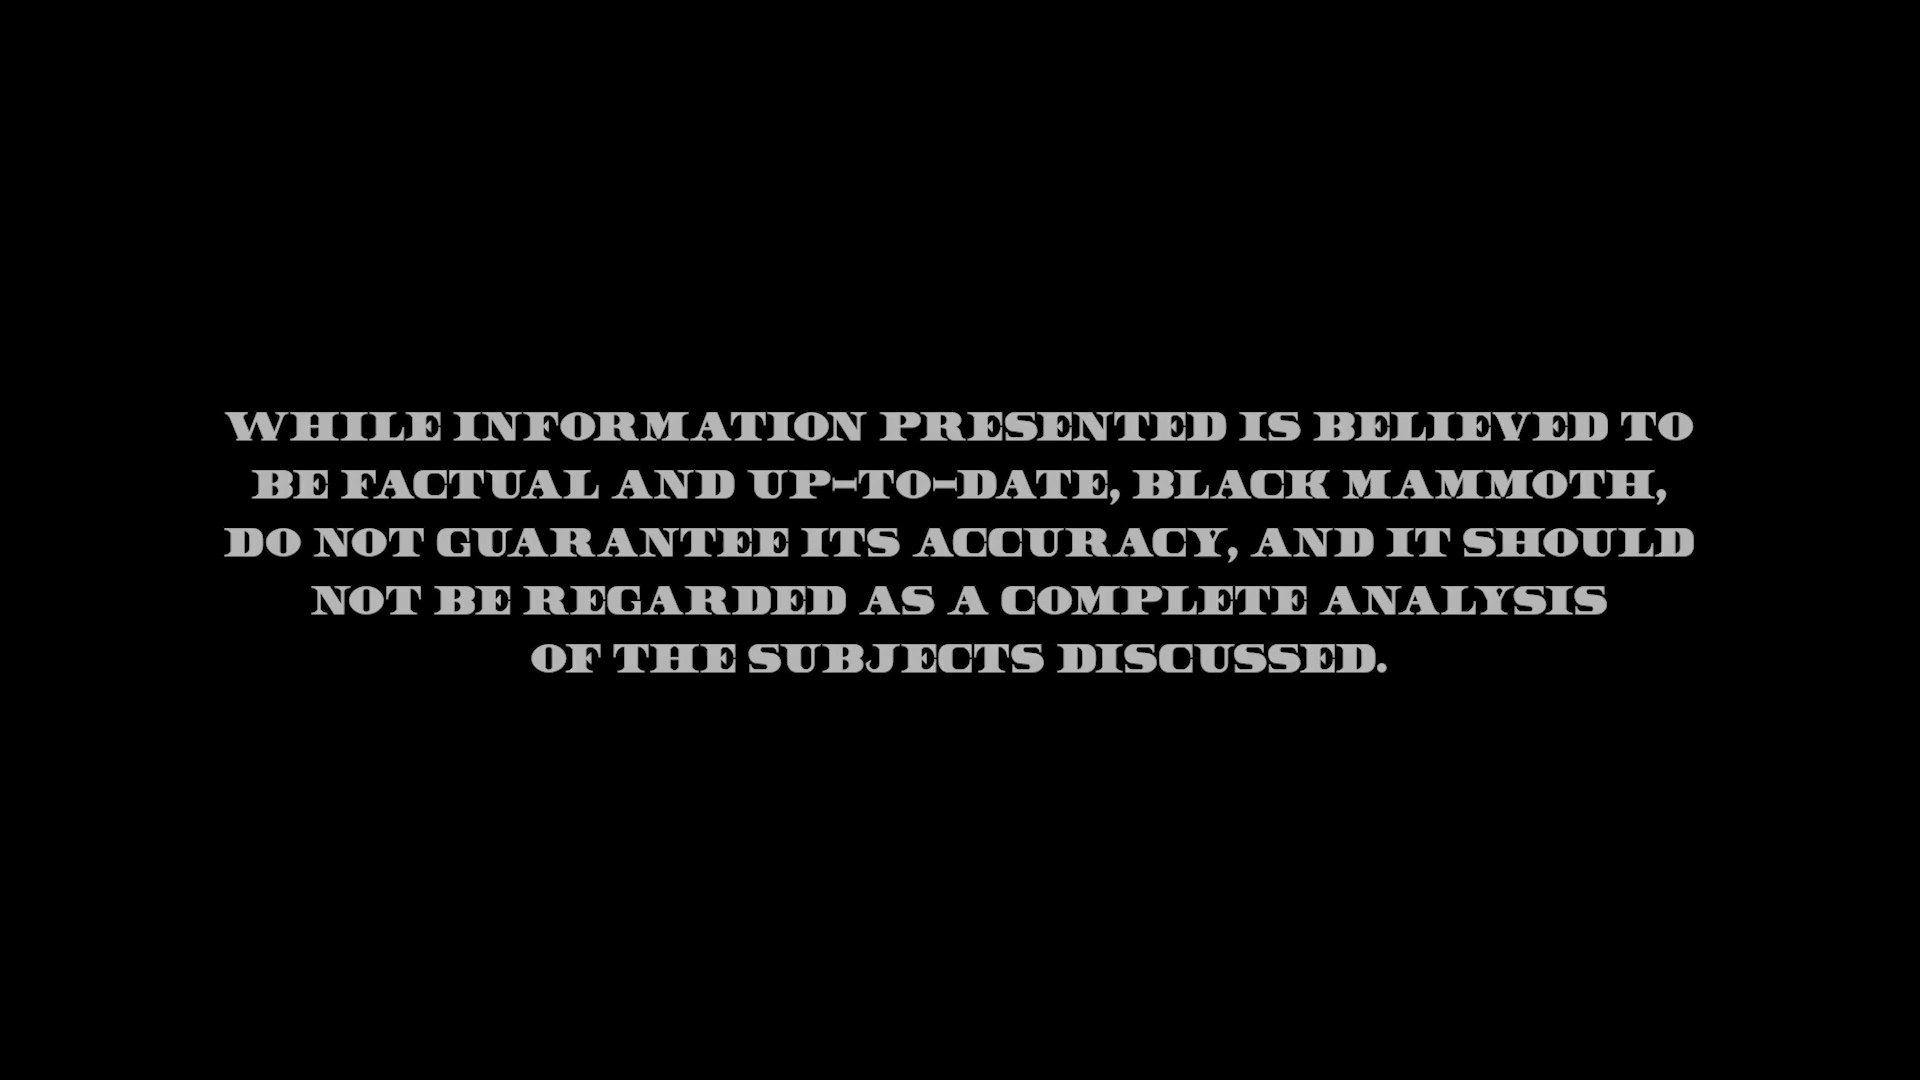 WHILE INFORMATION PRESENTED IS BELIEVED TO
BE FACTUAL AND UP-TO-DATE, BLACK MAMMOTH,
DO NOT GUARANTEE ITS ACCURACY, AND IT SHOULD
NOT BE REGARDED AS A COMPLETE ANALYSIS
OF THE SUBJECTS DISCUSSED.